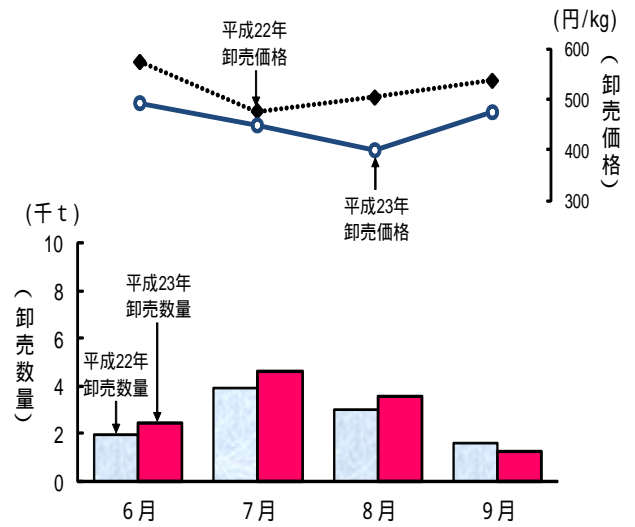 (円/kg)
平成22年
卸売価格
600
500
400
300
（卸売価格）
平成23年
卸売価格
(千ｔ)
10
8
6
4
2
0
（卸売数量）
平成23年
卸売数量
平成22年
卸売数量
6月 7月 8月 9月